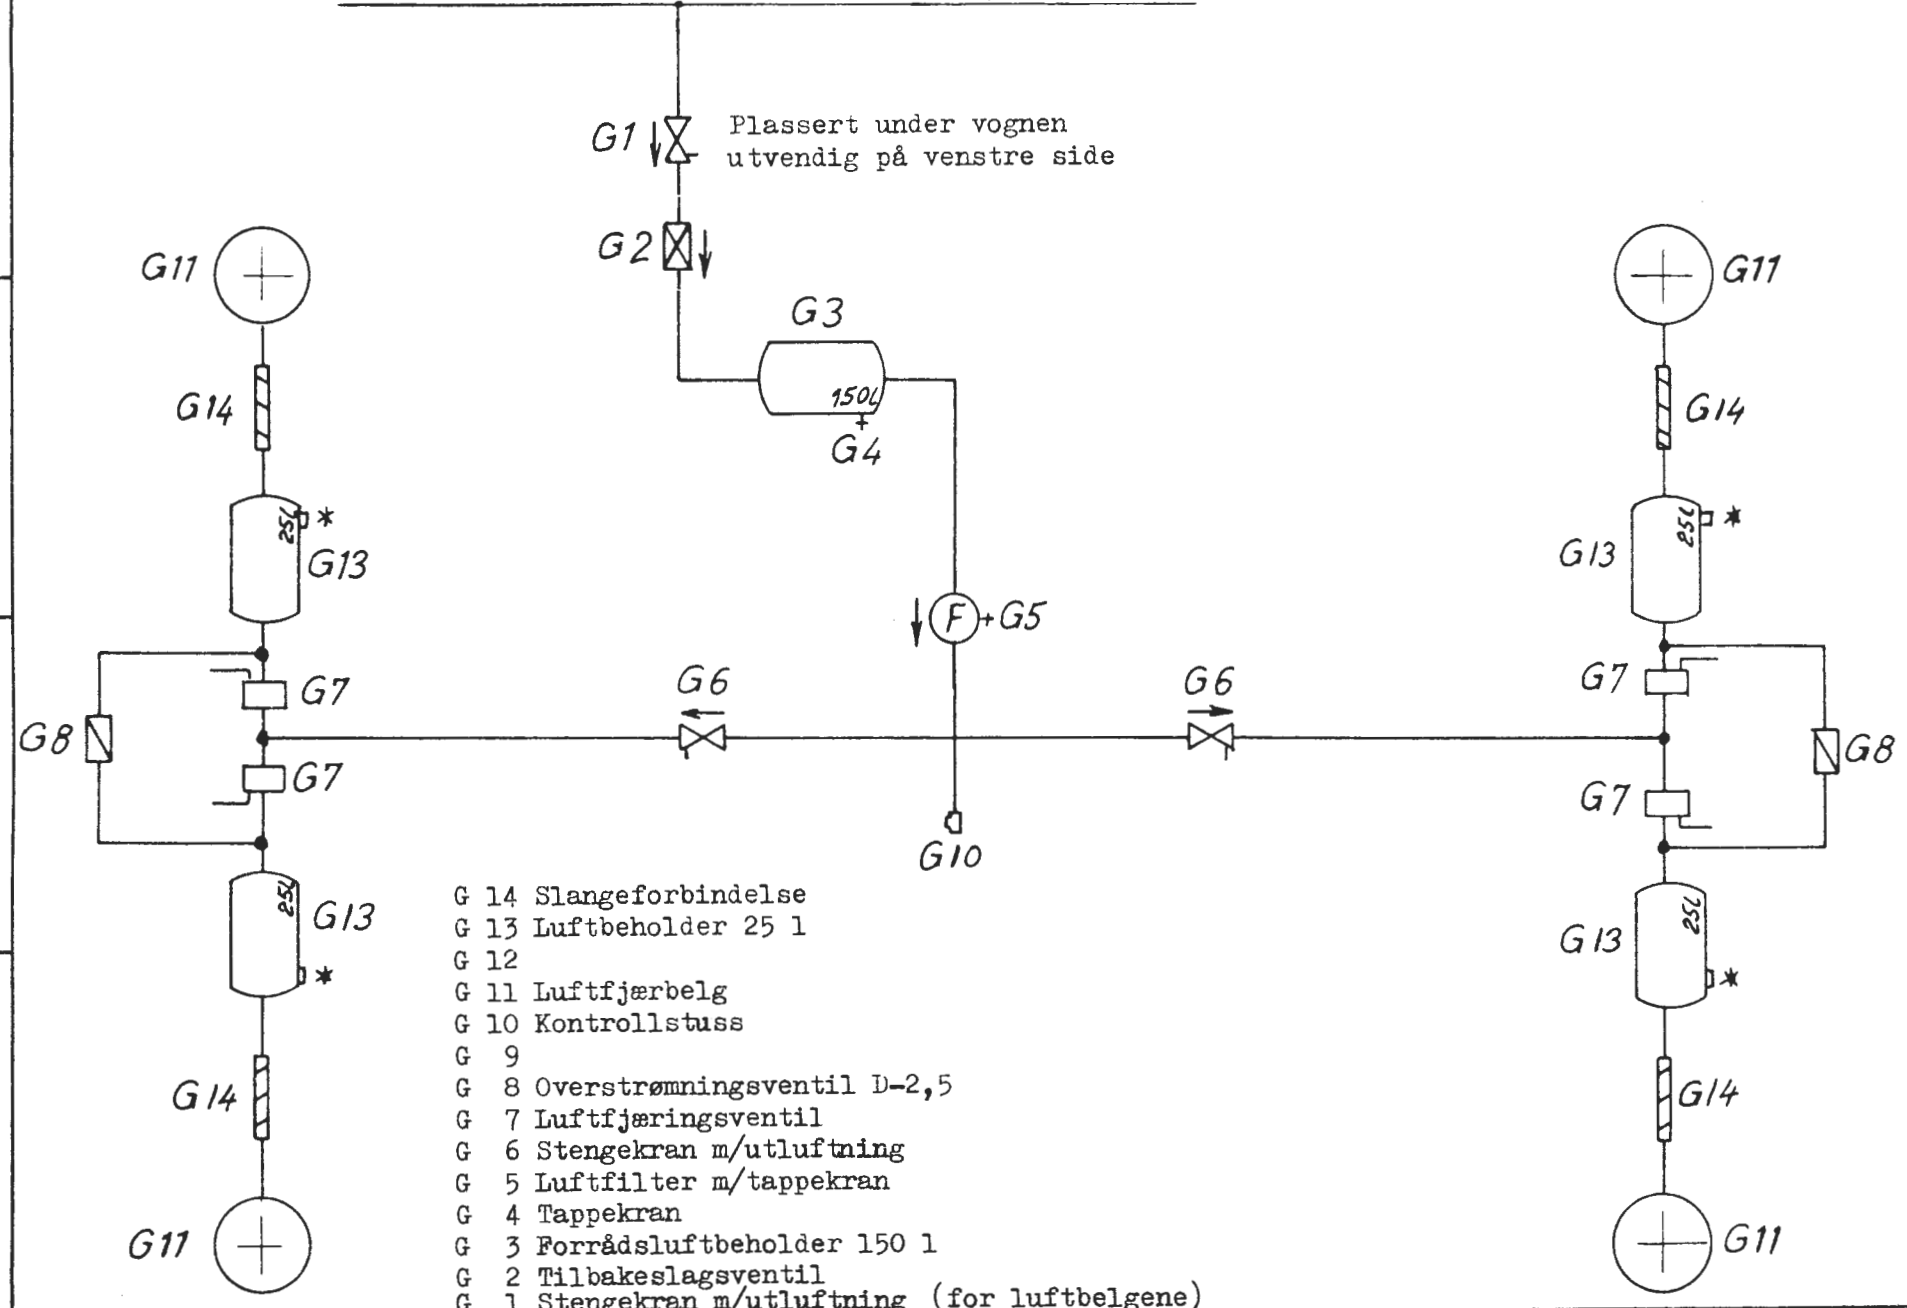 G1
Plassert under vognen
utvendig på venstre side
G2
G11
G11
G3
150L
G4
G14
G14
25L *
G13
25L *
G13
F + G5
G7
G6
G6
G7
G8
G7
G7
G8
G10
25L
G13
*
25L
G13
*
G14
G14
G11
G11
G 14 Slangeforbindelse
G 13 Luftbeholder 25 l
G 12
G 11 Luftfjærbelg
G 10 Kontrollstuss
G 9
G 8 Overstrømningsventil D-2,5
G 7 Luftfjæringsventil
G 6 Stengekran m/utluftning
G 5 Luftfilter m/tappekran
G 4 Tappekran
G 3 Forrådsluftbeholder 150 l
G 2 Tilbakeslagsventil
G 1 Stengekran m/utluftning (for luftbelgene)